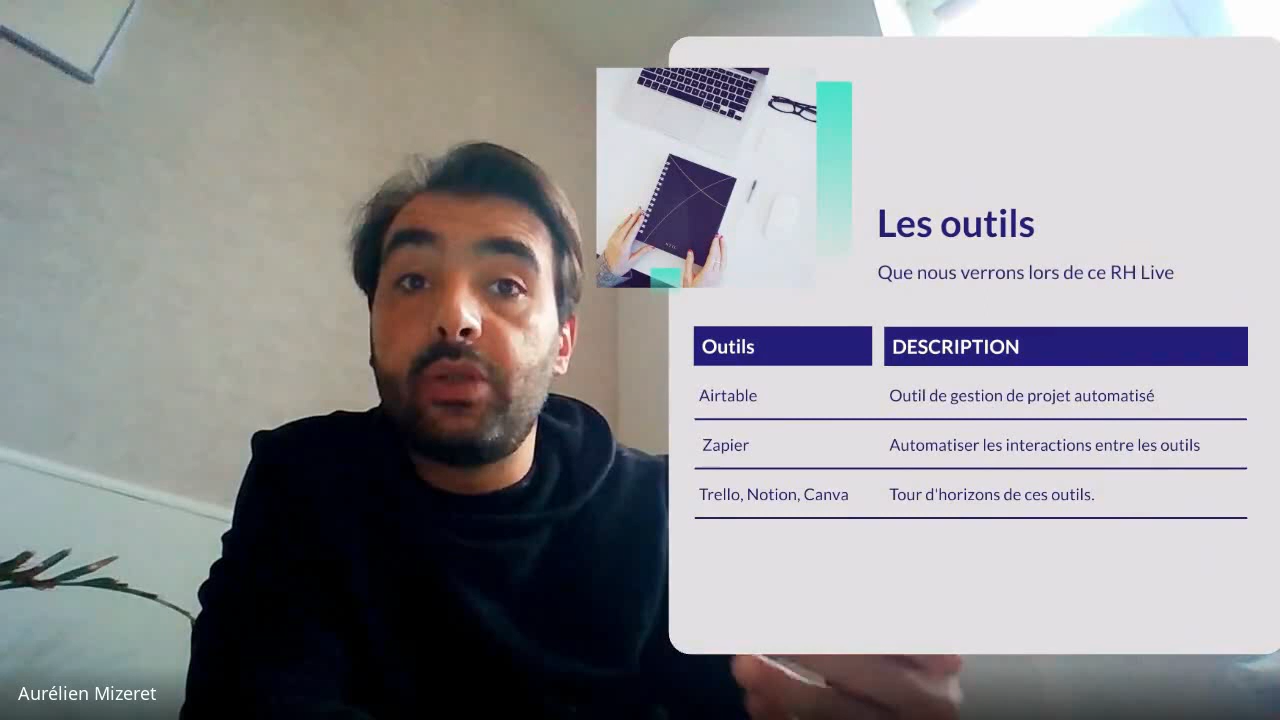 Les outils
Que nous verrons lors de ce RH Live
Outils DESCRIPTION
Airtable Outil de gestion de projet automatisé
Zapier Automatiser les interactions entre les outils
Trello, Notion, Canva Tour d'horizons de ces outils.
Aurélien Mizeret